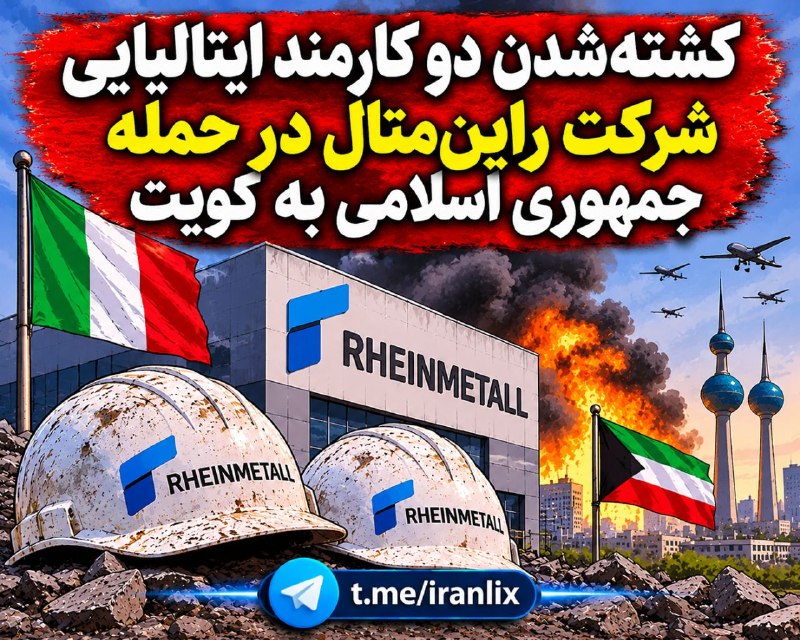 کشته‌شدن دو کارمند ایتالیایی
شرکت راین‌متال در حمله
جمهوری اسلامی به کویت
RHEINMETALL
RHEINMETALL
RHEINMETALL
t.me/iranlix